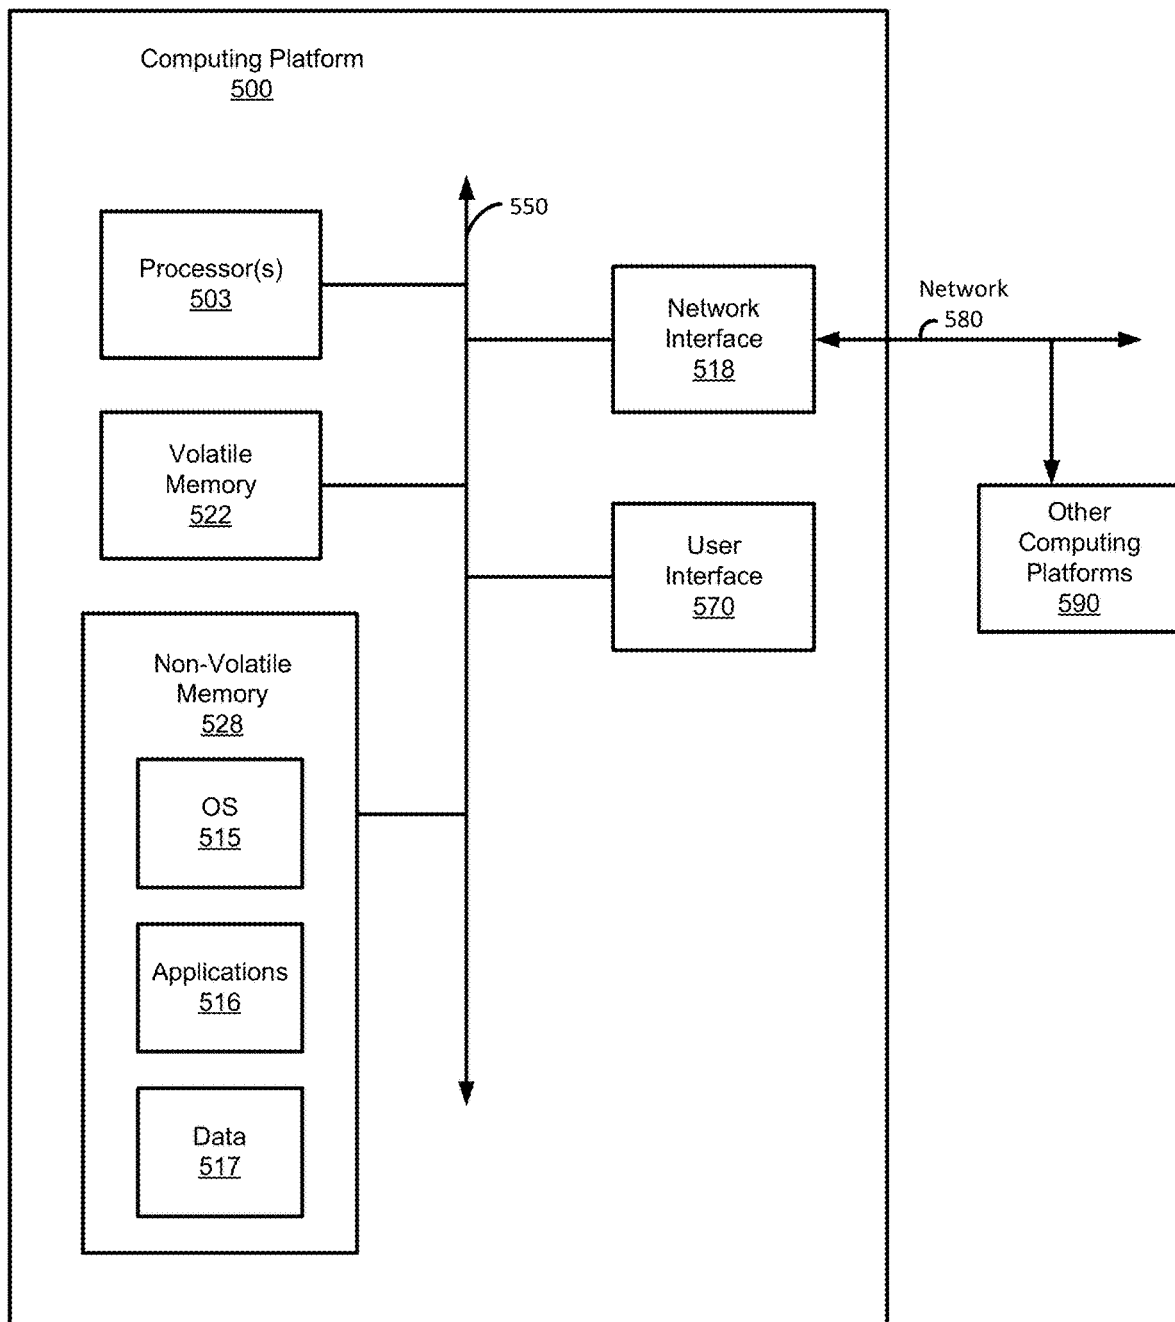 Computing Platform
500
550
Processor(s)
503
Network
Interface
518
Network
580
Volatile
Memory
522
User
Interface
570
Other
Computing
Platforms
590
Non-Volatile
Memory
528
OS
515
Applications
516
Data
517